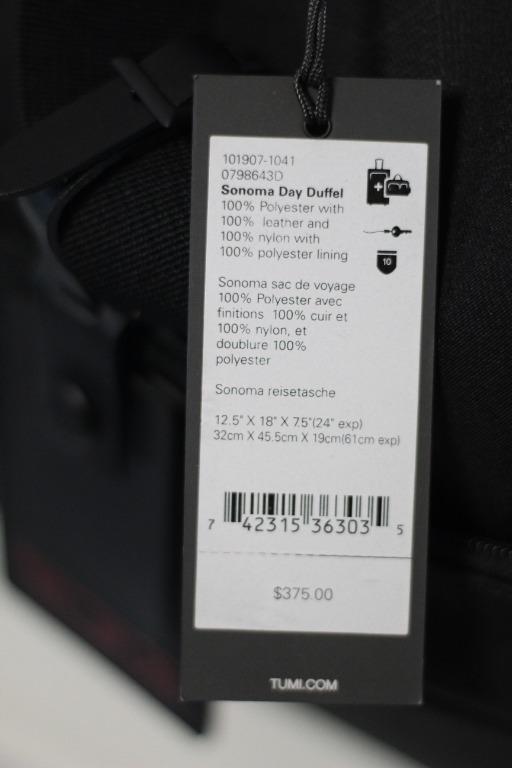 101907-1041
0798643D
Sonoma Day Duffel
100% Polyester with
100% leather and
100% nylon with
100% polyester lining
10
Sonoma sac de voyage
100% Polyester avec
finitions 100% cuir et
100% nylon, et
doublure 100%
polyester
Sonoma reisetasche
12.5" X 18" X 7.5"(24" exp)
32cm X 45.5cm X 19cm(61cm exp)
7 42315 36303 5
$375.00
TUMI.COM